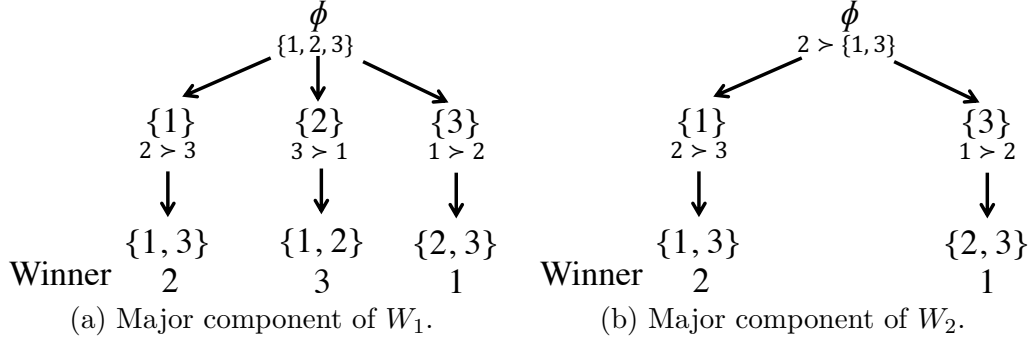 ϕ ϕ
{1, 2, 3} 2 ≻ {1, 3}
{1} {2} {3} {1} {3}
2 ≻ 3 3 ≻ 1 1 ≻ 2 2 ≻ 3 1 ≻ 2
{1, 3} {1, 2} {2, 3} {1, 3} {2, 3}
Winner 2 3 1 Winner 2 1
(a) Major component of W₁. (b) Major component of W₂.